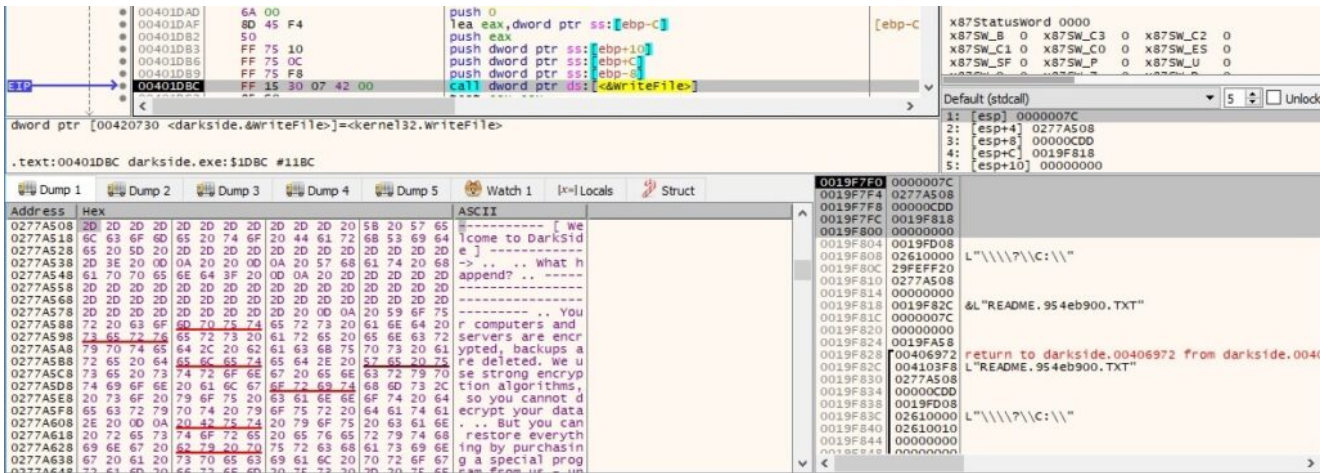 00401DAD 6A 00 push 0
00401DAF 8D 45 F4 lea eax,dword ptr ss:[ebp-C] [ebp-C
00401DB2 50 push eax
00401DB3 FF 75 10 push dword ptr ss:[ebp+10]
00401DB6 FF 75 0C push dword ptr ss:[ebp+C]
00401DB9 FF 75 F8 push dword ptr ss:[ebp-8]
EIP 00401DBC FF 15 30 07 42 00 call dword ptr ds:[<&WriteFile>]
dword ptr [00420730 <darkside.&WriteFile>]=<kernel32.WriteFile>
.text:00401DBC darkside.exe:$1DBC #11BC
x87StatusWord 0000
x87SW_B 0 x87SW_C3 0 x87SW_C2 0
x87SW_C1 0 x87SW_C0 0 x87SW_ES 0
x87SW_SF 0 x87SW_P 0 x87SW_U 0
Default (stdcall) 5 Unlock
1: [esp] 0000007C
2: [esp+4] 0277A508
3: [esp+8] 00000CDD
4: [esp+C] 0019F818
5: [esp+10] 00000000
Dump 1 Dump 2 Dump 3 Dump 4 Dump 5 Watch 1 [x=] Locals Struct
Address Hex ASCII
0277A508 2D 2D 2D 2D 2D 2D 2D 2D 2D 2D 2D 20 5B 20 57 65 ----------- [ We
0277A518 6C 63 6F 6D 65 20 74 6F 20 44 61 72 6B 53 69 64 lcome to DarkSid
0277A528 65 20 5D 20 2D 2D 2D 2D 2D 2D 2D 2D 2D 2D 2D 2D e ] ------------
0277A538 2D 3E 20 0D 0A 20 20 0D 0A 20 57 68 61 74 20 68 -> .. .. What h
0277A548 61 70 70 65 6E 64 3F 20 0D 0A 20 2D 2D 2D 2D 2D append? .. -----
0277A558 2D 2D 2D 2D 2D 2D 2D 2D 2D 2D 2D 2D 2D 2D 2D 2D ----------------
0277A568 2D 2D 2D 2D 2D 2D 2D 2D 2D 2D 2D 2D 2D 2D 2D 2D ----------------
0277A578 2D 2D 2D 2D 2D 2D 2D 2D 2D 20 0D 0A 20 59 6F 75 --------- .. You
0277A588 72 20 63 6F 6D 70 75 74 65 72 73 20 61 6E 64 20 r computers and
0277A598 73 65 72 76 65 72 73 20 61 72 65 20 65 6E 63 72 servers are encr
0277A5A8 79 70 74 65 64 2C 20 62 61 63 6B 75 70 73 20 61 ypted, backups a
0277A5B8 72 65 20 64 65 6C 65 74 65 64 2E 20 57 65 20 75 re deleted. We u
0277A5C8 73 65 20 73 74 72 6F 6E 67 20 65 6E 63 72 79 70 se strong encryp
0277A5D8 74 69 6F 6E 20 61 6C 67 6F 72 69 74 68 6D 73 2C tion algorithms,
0277A5E8 20 73 6F 20 79 6F 75 20 63 61 6E 6E 6F 74 20 64 so you cannot d
0277A5F8 65 63 72 79 70 74 20 79 6F 75 72 20 64 61 74 61 ecrypt your data
0277A608 2E 20 0D 0A 20 42 75 74 20 79 6F 75 20 63 61 6E . .. But you can
0277A618 20 72 65 73 74 6F 72 65 20 65 76 65 72 79 74 68 restore everyth
0277A628 69 6E 67 20 62 79 20 70 75 72 63 68 61 73 69 6E ing by purchasin
0277A638 67 20 61 20 73 70 65 63 69 61 6C 20 70 72 6F 67 g a special prog
0019F7F0 0000007C
0019F7F4 0277A508
0019F7F8 00000CDD
0019F7FC 0019F818
0019F800 00000000
0019F804 0019FD08
0019F808 02610000 L"\\\\?\\C:\\"
0019F80C 29FEFF20
0019F810 0277A508
0019F814 00000000
0019F818 0019F82C &L"README.954eb900.TXT"
0019F81C 0000007C
0019F820 00000000
0019F824 0019FA58
0019F828 00406972 return to darkside.00406972 from darkside.0040
0019F82C 004103F8 L"README.954eb900.TXT"
0019F830 0277A508
0019F834 00000CDD
0019F838 0019FD08
0019F83C 02610000 L"\\\\?\\C:\\"
0019F840 02610010
0019F844 00000000